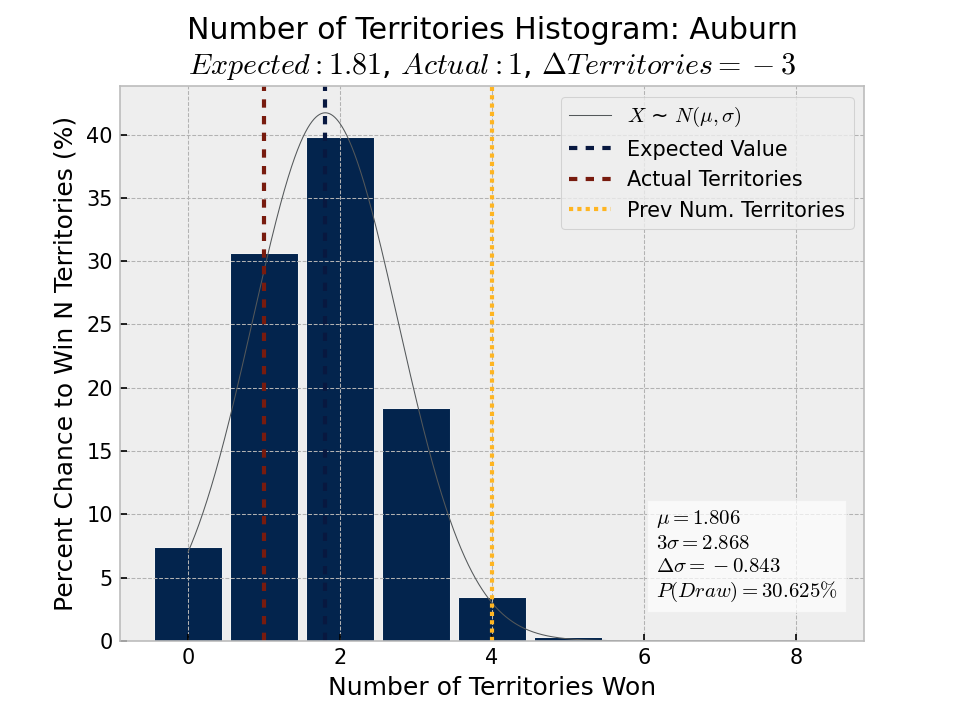 Number of Territories Histogram: Auburn
Expected: 1.81, Actual: 1, ΔTerritories = −3
Percent Chance to Win N Territories (%)
40
35
30
25
20
15
10
5
0
X ~ N(μ, σ)
Expected Value
Actual Territories
Prev Num. Territories
μ = 1.806
3σ = 2.868
Δσ = −0.843
P(Draw) = 30.625%
0 2 4 6 8
Number of Territories Won